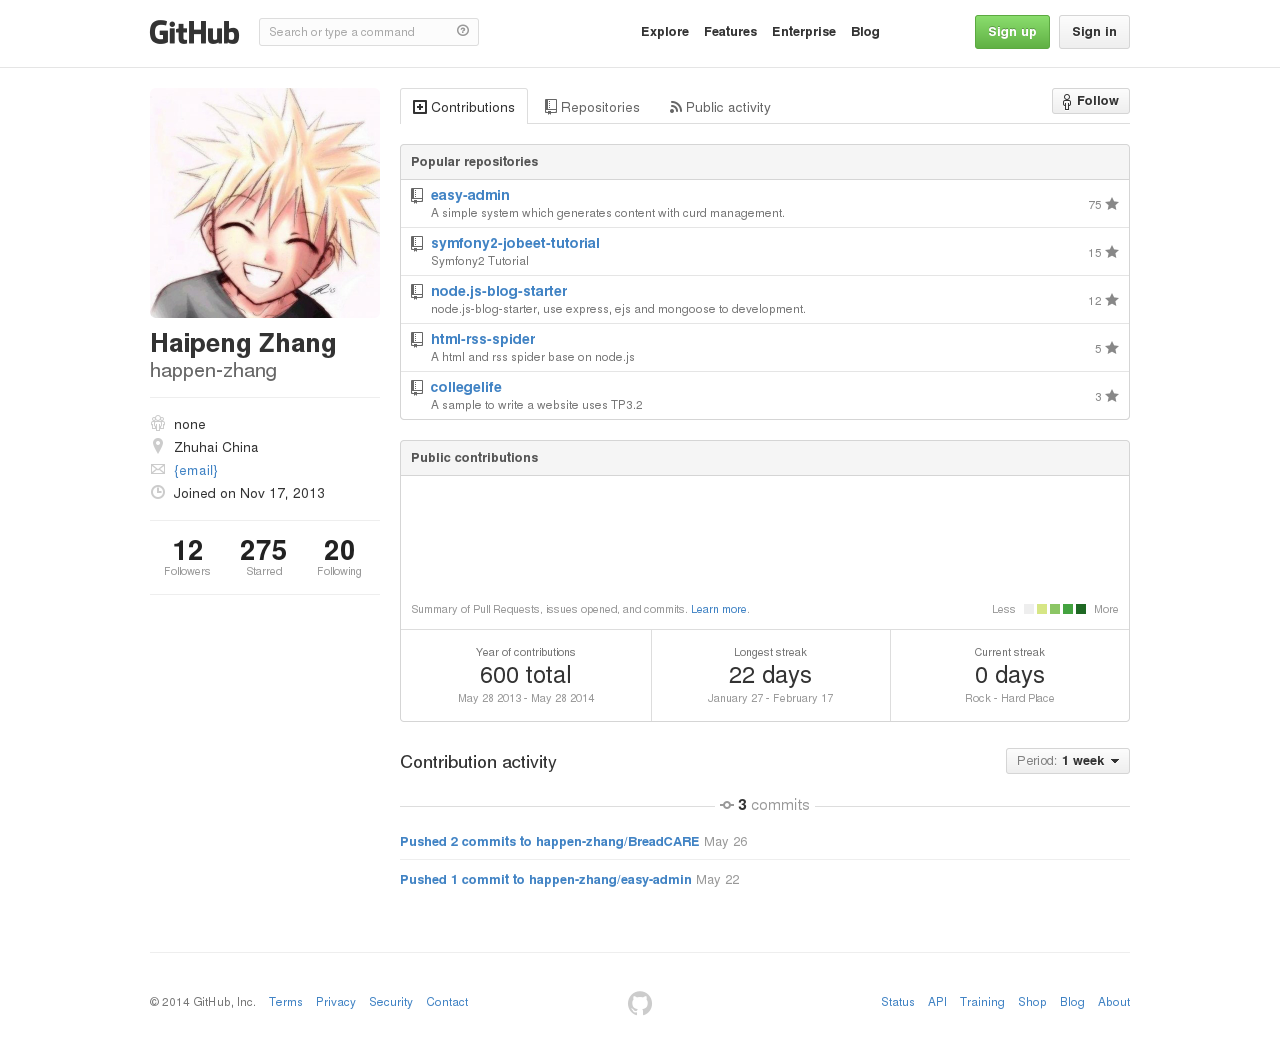 GitHub
Search or type a command
Explore Features Enterprise Blog
Sign up Sign in
Contributions Repositories Public activity
Follow
Haipeng Zhang
happen-zhang
none
Zhuhai China
{email}
Joined on Nov 17, 2013
12 275 20
Followers Starred Following
Popular repositories
easy-admin
A simple system which generates content with curd management.
75
symfony2-jobeet-tutorial
Symfony2 Tutorial
15
node.js-blog-starter
node.js-blog-starter, use express, ejs and mongoose to development.
12
html-rss-spider
A html and rss spider base on node.js
5
collegelife
A sample to write a website uses TP3.2
3
Public contributions
Summary of Pull Requests, issues opened, and commits. Learn more.
Less More
Year of contributions
600 total
May 28 2013 - May 28 2014
Longest streak
22 days
January 27 - February 17
Current streak
0 days
Rock - Hard Place
Contribution activity
Period: 1 week
3 commits
Pushed 2 commits to happen-zhang/BreadCARE May 26
Pushed 1 commit to happen-zhang/easy-admin May 22
© 2014 GitHub, Inc. Terms Privacy Security Contact
Status API Training Shop Blog About